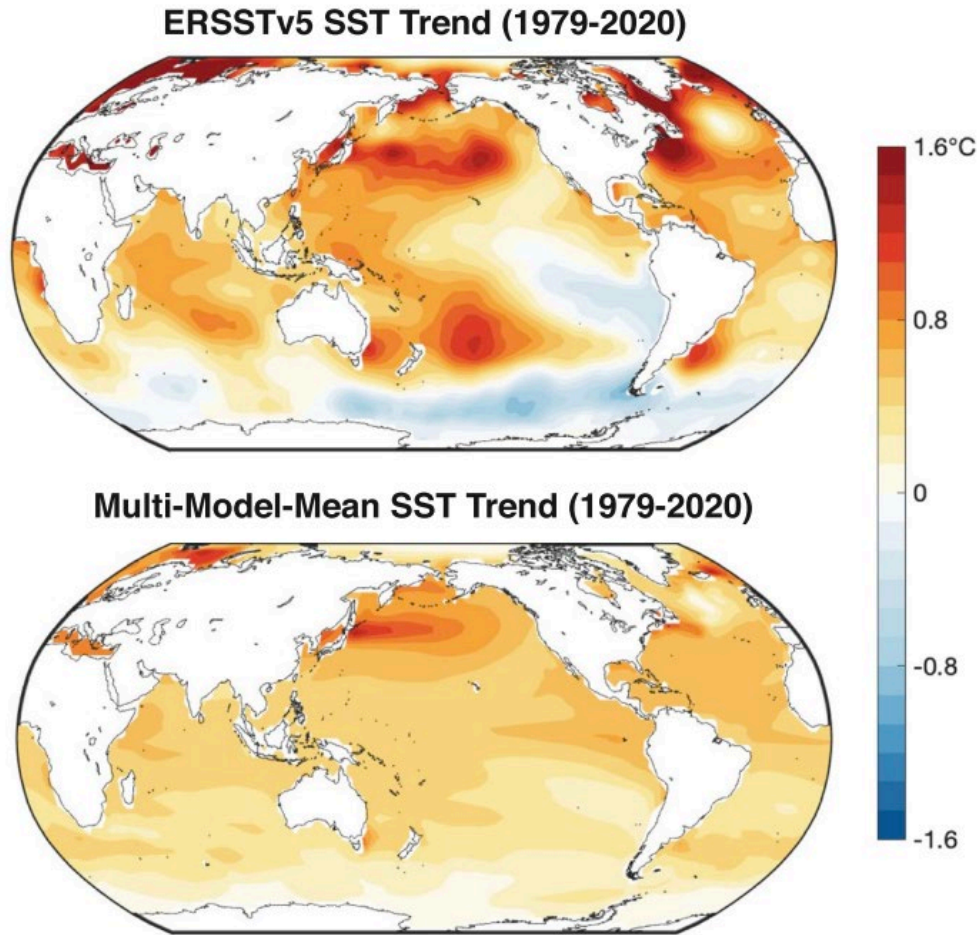 ERSSTv5 SST Trend (1979-2020)
1.6°C
0.8
0
-0.8
-1.6
Multi-Model-Mean SST Trend (1979-2020)